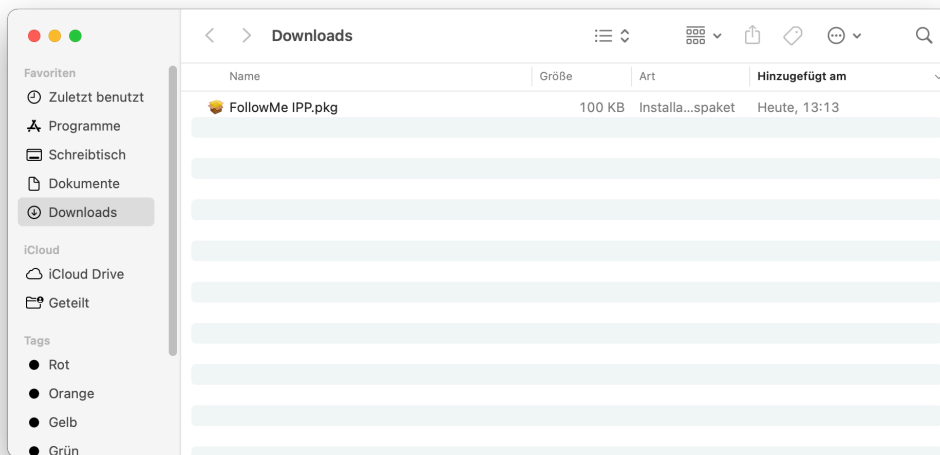 Downloads
Favoriten
Zuletzt benutzt
Programme
Schreibtisch
Dokumente
Downloads
iCloud
iCloud Drive
Geteilt
Tags
Rot
Orange
Gelb
Grün
Name Größe Art Hinzugefügt am
FollowMe IPP.pkg 100 KB Installa...spaket Heute, 13:13